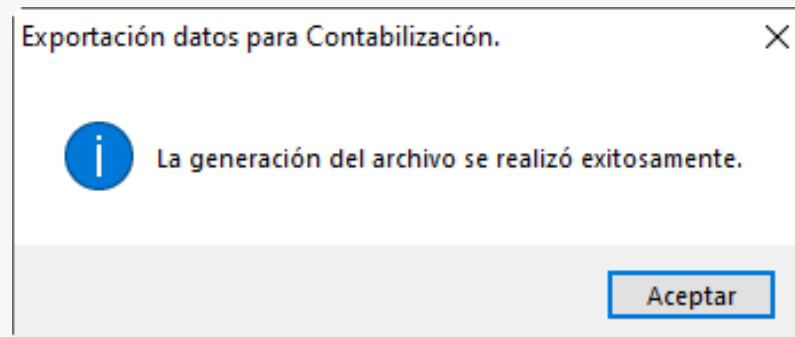 Exportación datos para Contabilización.
La generación del archivo se realizó exitosamente.
Aceptar